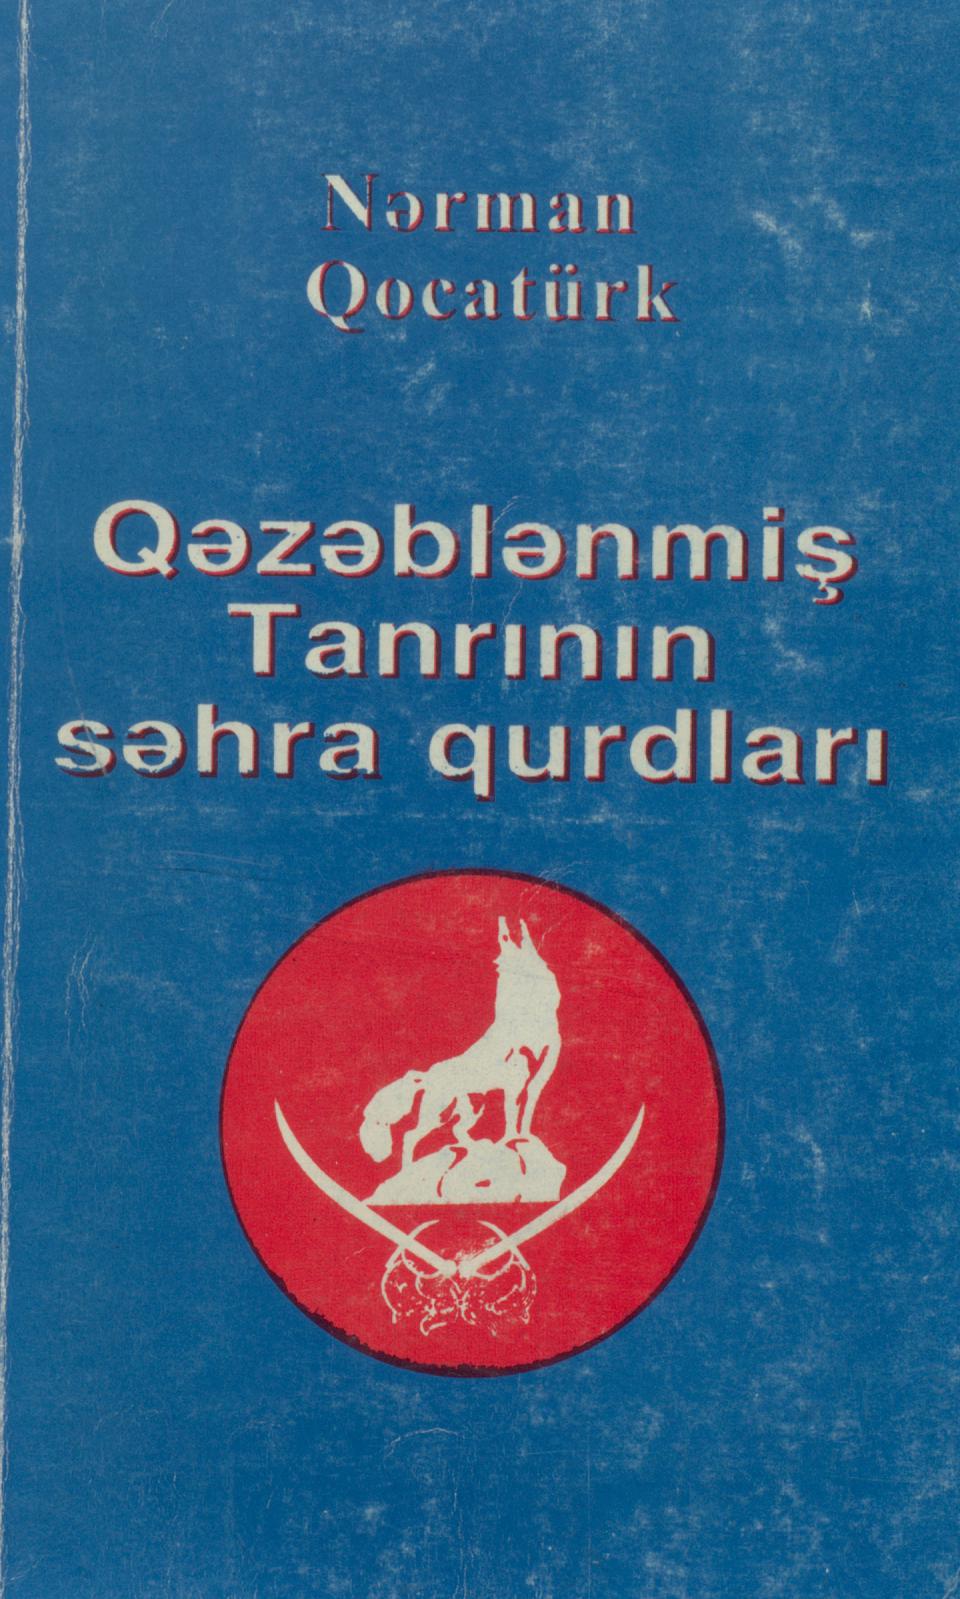 Nərman
Qocatürk
Qəzəblənmiş
Tanrının
səhra qurdları